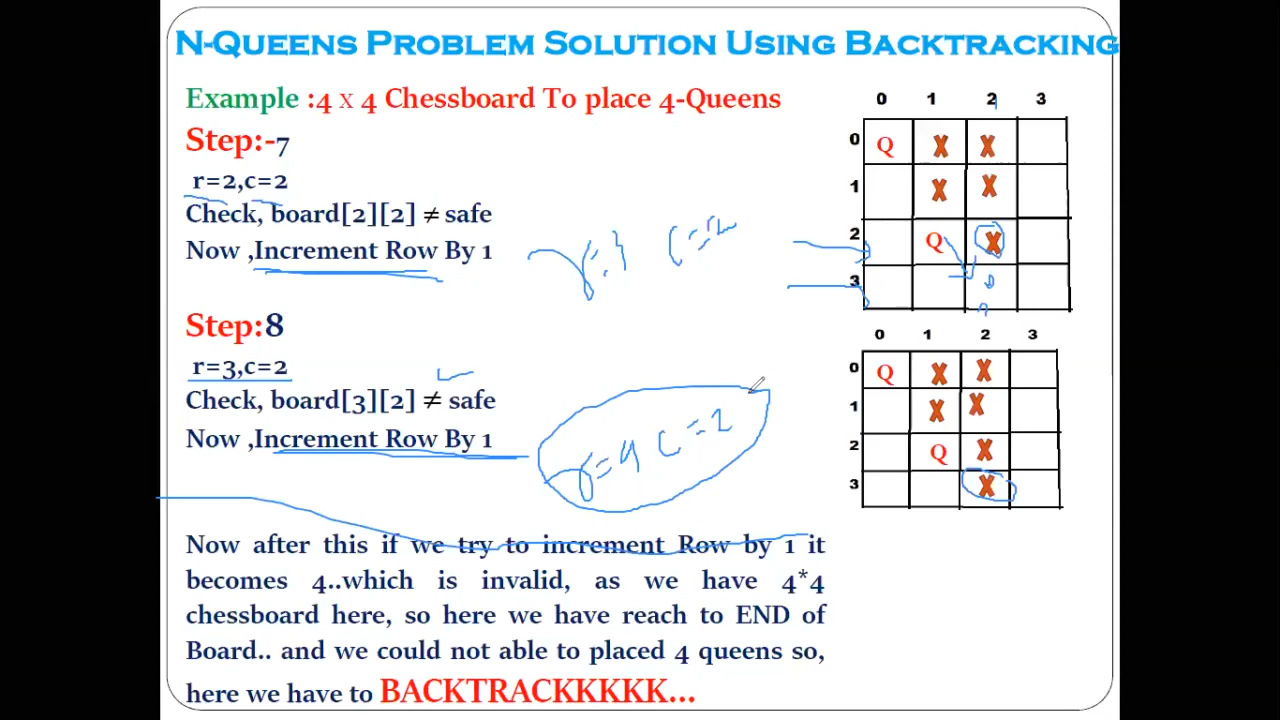 N-QUEENS PROBLEM SOLUTION USING BACKTRACKING
Example :4 x 4 Chessboard To place 4-Queens
Step:-7
r=2,c=2
Check, board[2][2] ≠ safe
Now ,Increment Row By 1
r=3 c=2
Step:8
r=3,c=2
Check, board[3][2] ≠ safe
Now ,Increment Row By 1
r=4 c=2
Now after this if we try to increment Row by 1 it
becomes 4..which is invalid, as we have 4*4
chessboard here, so here we have reach to END of
Board.. and we could not able to placed 4 queens so,
here we have to BACKTRACKKKKK...
0 1 2 3
0 Q X X
1 X X
2 Q X
3
0 1 2 3
0 Q X X
1 X X
2 Q X
3 X